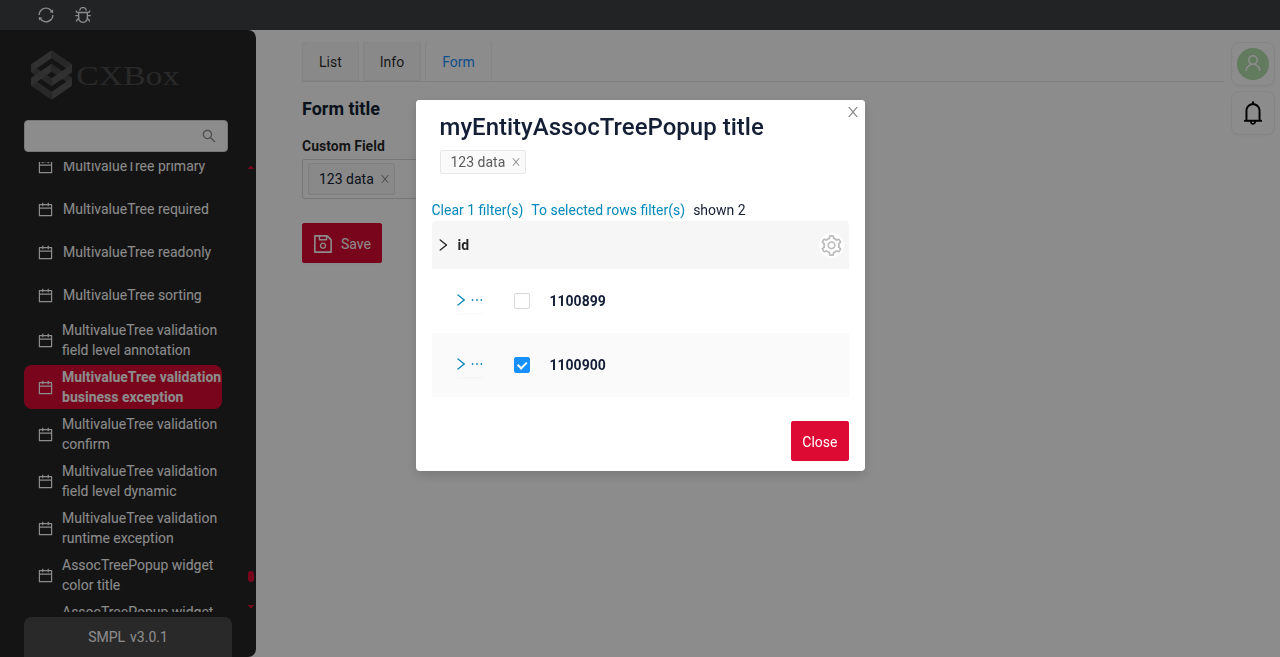 CXBox
MultivalueTree primary
MultivalueTree required
MultivalueTree readonly
MultivalueTree sorting
MultivalueTree validation
field level annotation
MultivalueTree validation
business exception
MultivalueTree validation
confirm
MultivalueTree validation
field level dynamic
MultivalueTree validation
runtime exception
AssocTreePopup widget
color title
AssocTreePopup widget
SMPL v3.0.1
List Info Form
Form title
Custom Field
123 data
Save
myEntityAssocTreePopup title
123 data
Clear 1 filter(s) To selected rows filter(s) shown 2
id
1100899
1100900
Close